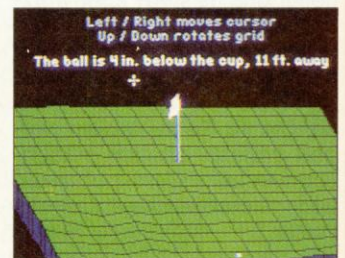 Left / Right moves cursor
Up / Down rotates grid
The ball is 4 in. below the cup, 11 ft. away